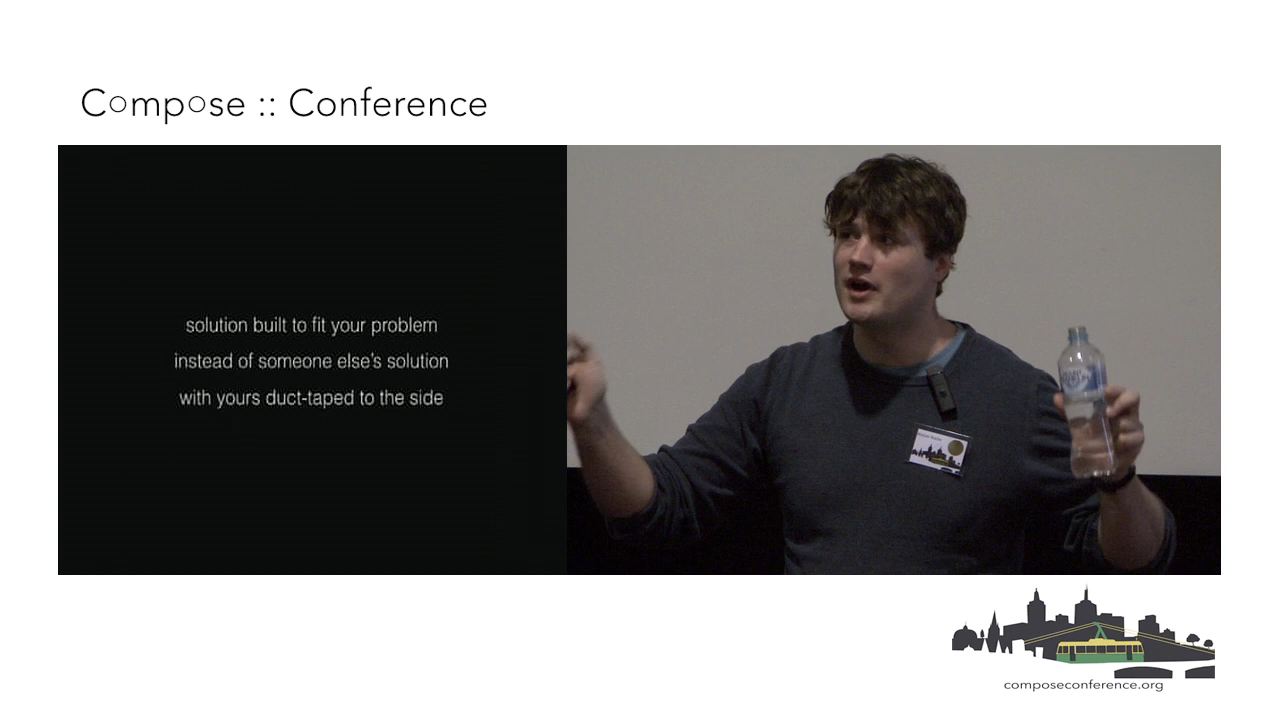 Compose :: Conference
solution built to fit your problem
instead of someone else's solution
with yours duct-taped to the side
composeconference.org